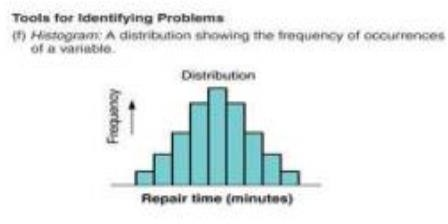 Tools for Identifying Problems
(f) Histogram: A distribution showing the frequency of occurrences
of a variable.
Distribution
Frequency
Repair time (minutes)